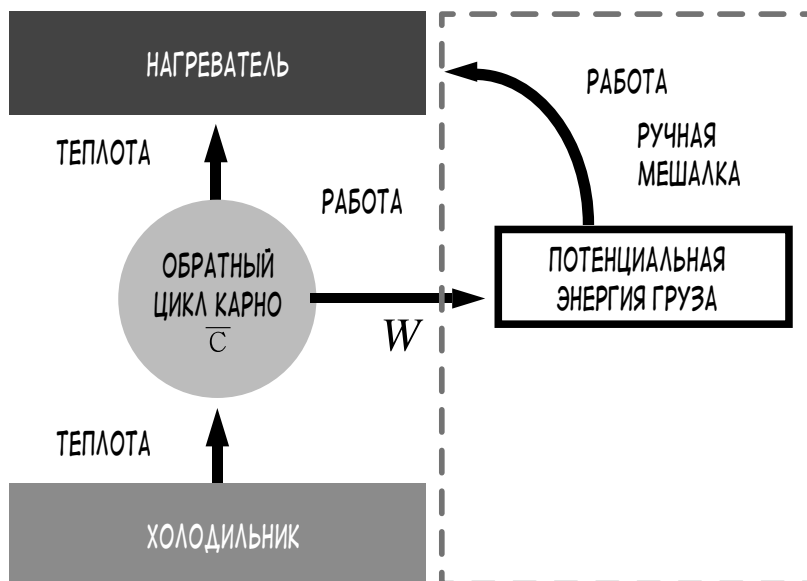 НАГРЕВАТЕЛЬ
ТЕПЛОТА
РАБОТА
РАБОТА
РУЧНАЯ
МЕШАЛКА
ОБРАТНЫЙ
ЦИКЛ КАРНО
C̅
W
ПОТЕНЦИАЛЬНАЯ
ЭНЕРГИЯ ГРУЗА
ТЕПЛОТА
ХОЛОДИЛЬНИК